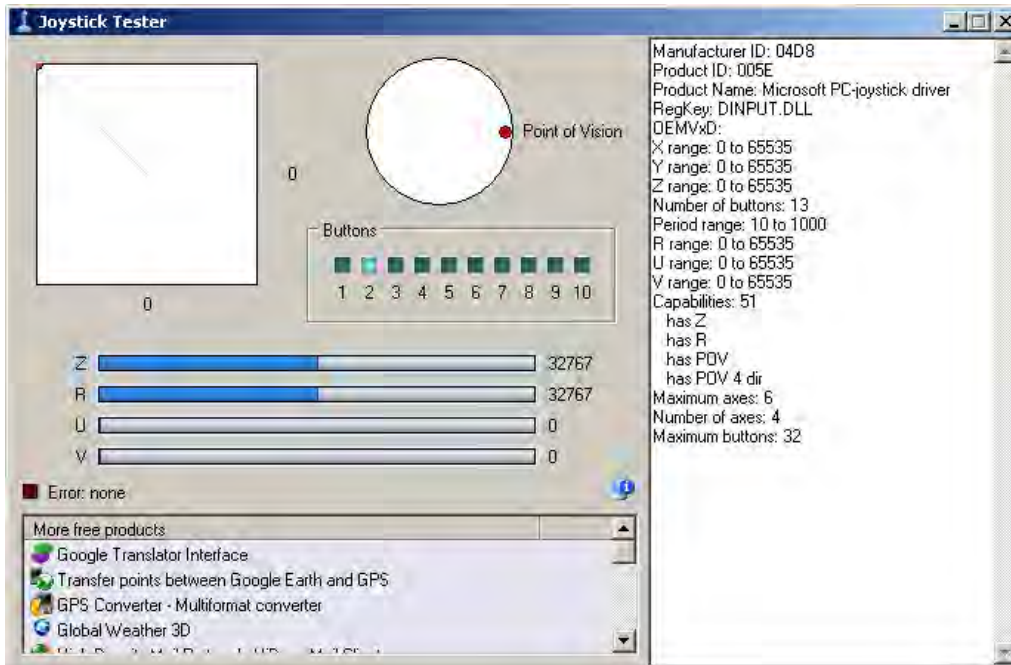 Joystick Tester
Point of Vision
0
0
Buttons
1 2 3 4 5 6 7 8 9 10
Z 32767
R 32767
U 0
V 0
Error: none
More free products
Google Translator Interface
Transfer points between Google Earth and GPS
GPS Converter - Multiformat converter
Global Weather 3D
Manufacturer ID: 04D8
Product ID: 005E
Product Name: Microsoft PC-joystick driver
RegKey: DINPUT.DLL
OEMVxD:
X range: 0 to 65535
Y range: 0 to 65535
Z range: 0 to 65535
Number of buttons: 13
Period range: 10 to 1000
R range: 0 to 65535
U range: 0 to 65535
V range: 0 to 65535
Capabilities: 51
has Z
has R
has POV
has POV 4 dir
Maximum axes: 6
Number of axes: 4
Maximum buttons: 32